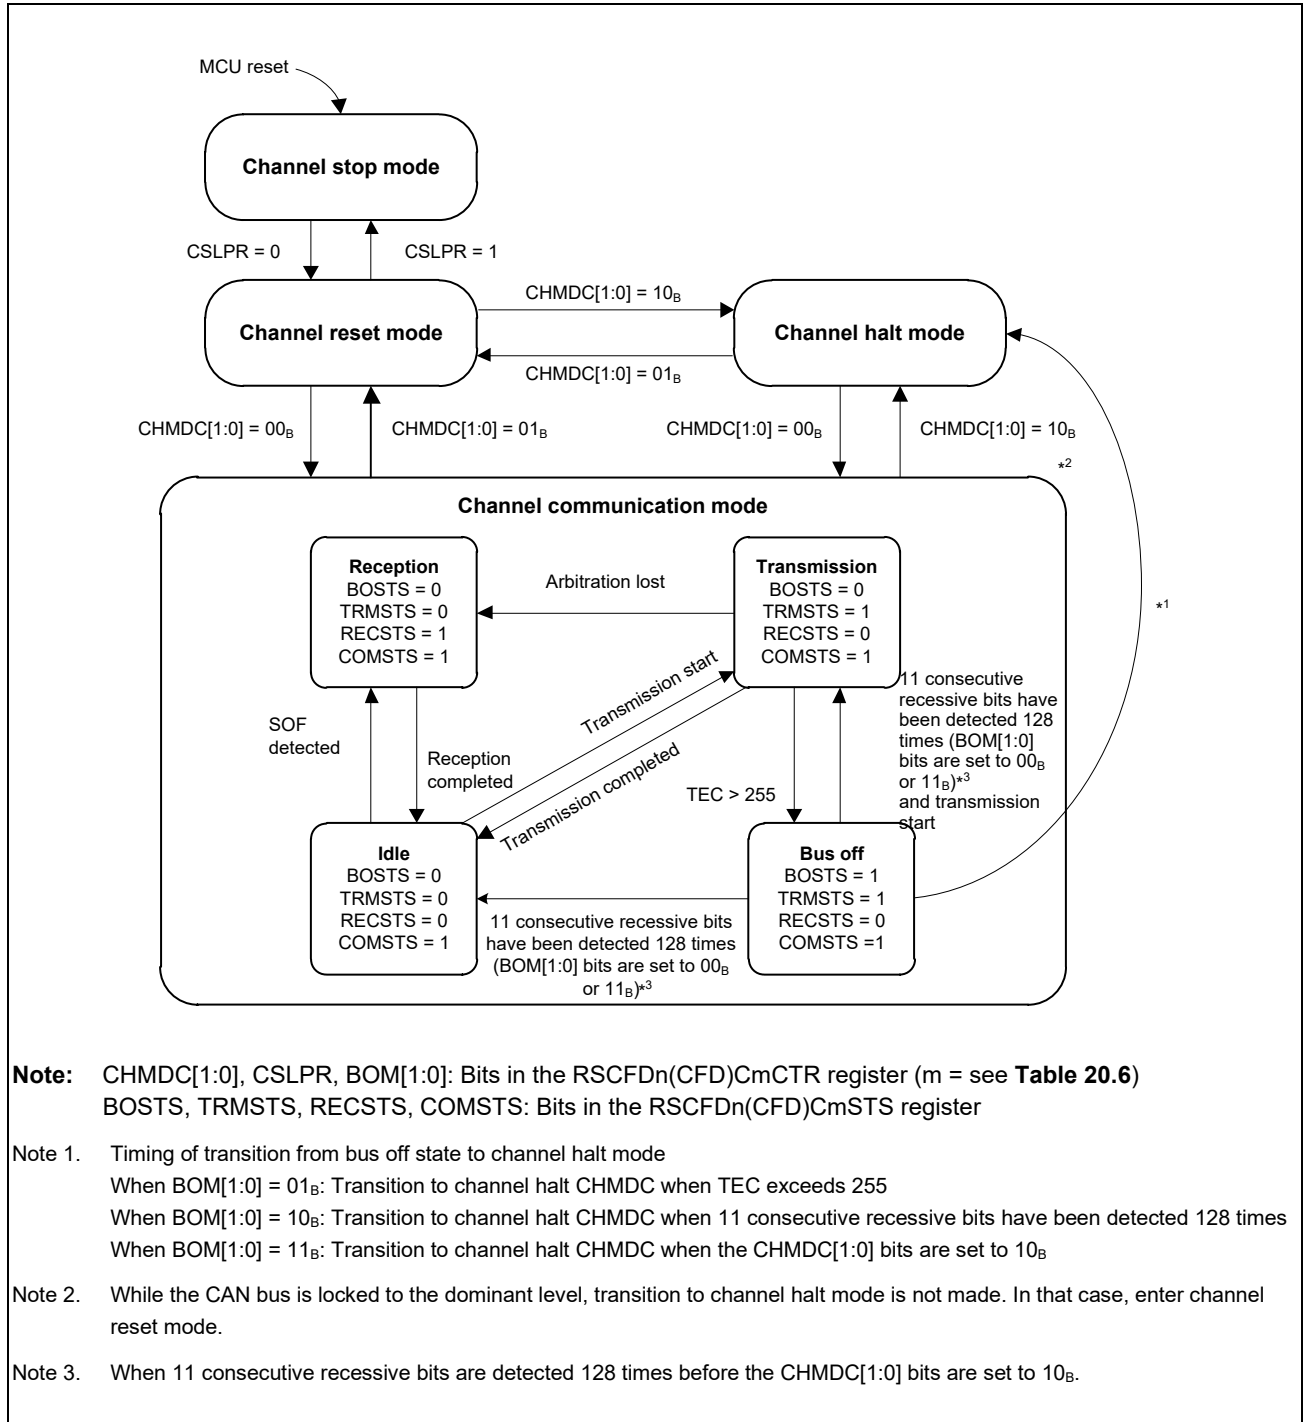 MCU reset
Channel stop mode
CSLPR = 0
CSLPR = 1
CHMDC[1:0] = 10B
Channel reset mode
Channel halt mode
CHMDC[1:0] = 01B
CHMDC[1:0] = 00B
CHMDC[1:0] = 01B
CHMDC[1:0] = 00B
CHMDC[1:0] = 10B
*2
Channel communication mode
Reception
BOSTS = 0
TRMSTS = 0
RECSTS = 1
COMSTS = 1
Arbitration lost
Transmission
BOSTS = 0
TRMSTS = 1
RECSTS = 0
COMSTS = 1
*1
SOF
detected
Reception
completed
Transmission start
Transmission completed
TEC > 255
11 consecutive
recessive bits have
been detected 128
times (BOM[1:0]
bits are set to 00B
or 11B)*3
and transmission
start
Idle
BOSTS = 0
TRMSTS = 0
RECSTS = 0
COMSTS = 1
Bus off
BOSTS = 1
TRMSTS = 1
RECSTS = 0
COMSTS =1
11 consecutive recessive bits
have been detected 128 times
(BOM[1:0] bits are set to 00B
or 11B)*3
Note: CHMDC[1:0], CSLPR, BOM[1:0]: Bits in the RSCFDn(CFD)CmCTR register (m = see Table 20.6)
BOSTS, TRMSTS, RECSTS, COMSTS: Bits in the RSCFDn(CFD)CmSTS register
Note 1. Timing of transition from bus off state to channel halt mode
When BOM[1:0] = 01B: Transition to channel halt CHMDC when TEC exceeds 255
When BOM[1:0] = 10B: Transition to channel halt CHMDC when 11 consecutive recessive bits have been detected 128 times
When BOM[1:0] = 11B: Transition to channel halt CHMDC when the CHMDC[1:0] bits are set to 10B
Note 2. While the CAN bus is locked to the dominant level, transition to channel halt mode is not made. In that case, enter channel
reset mode.
Note 3. When 11 consecutive recessive bits are detected 128 times before the CHMDC[1:0] bits are set to 10B.